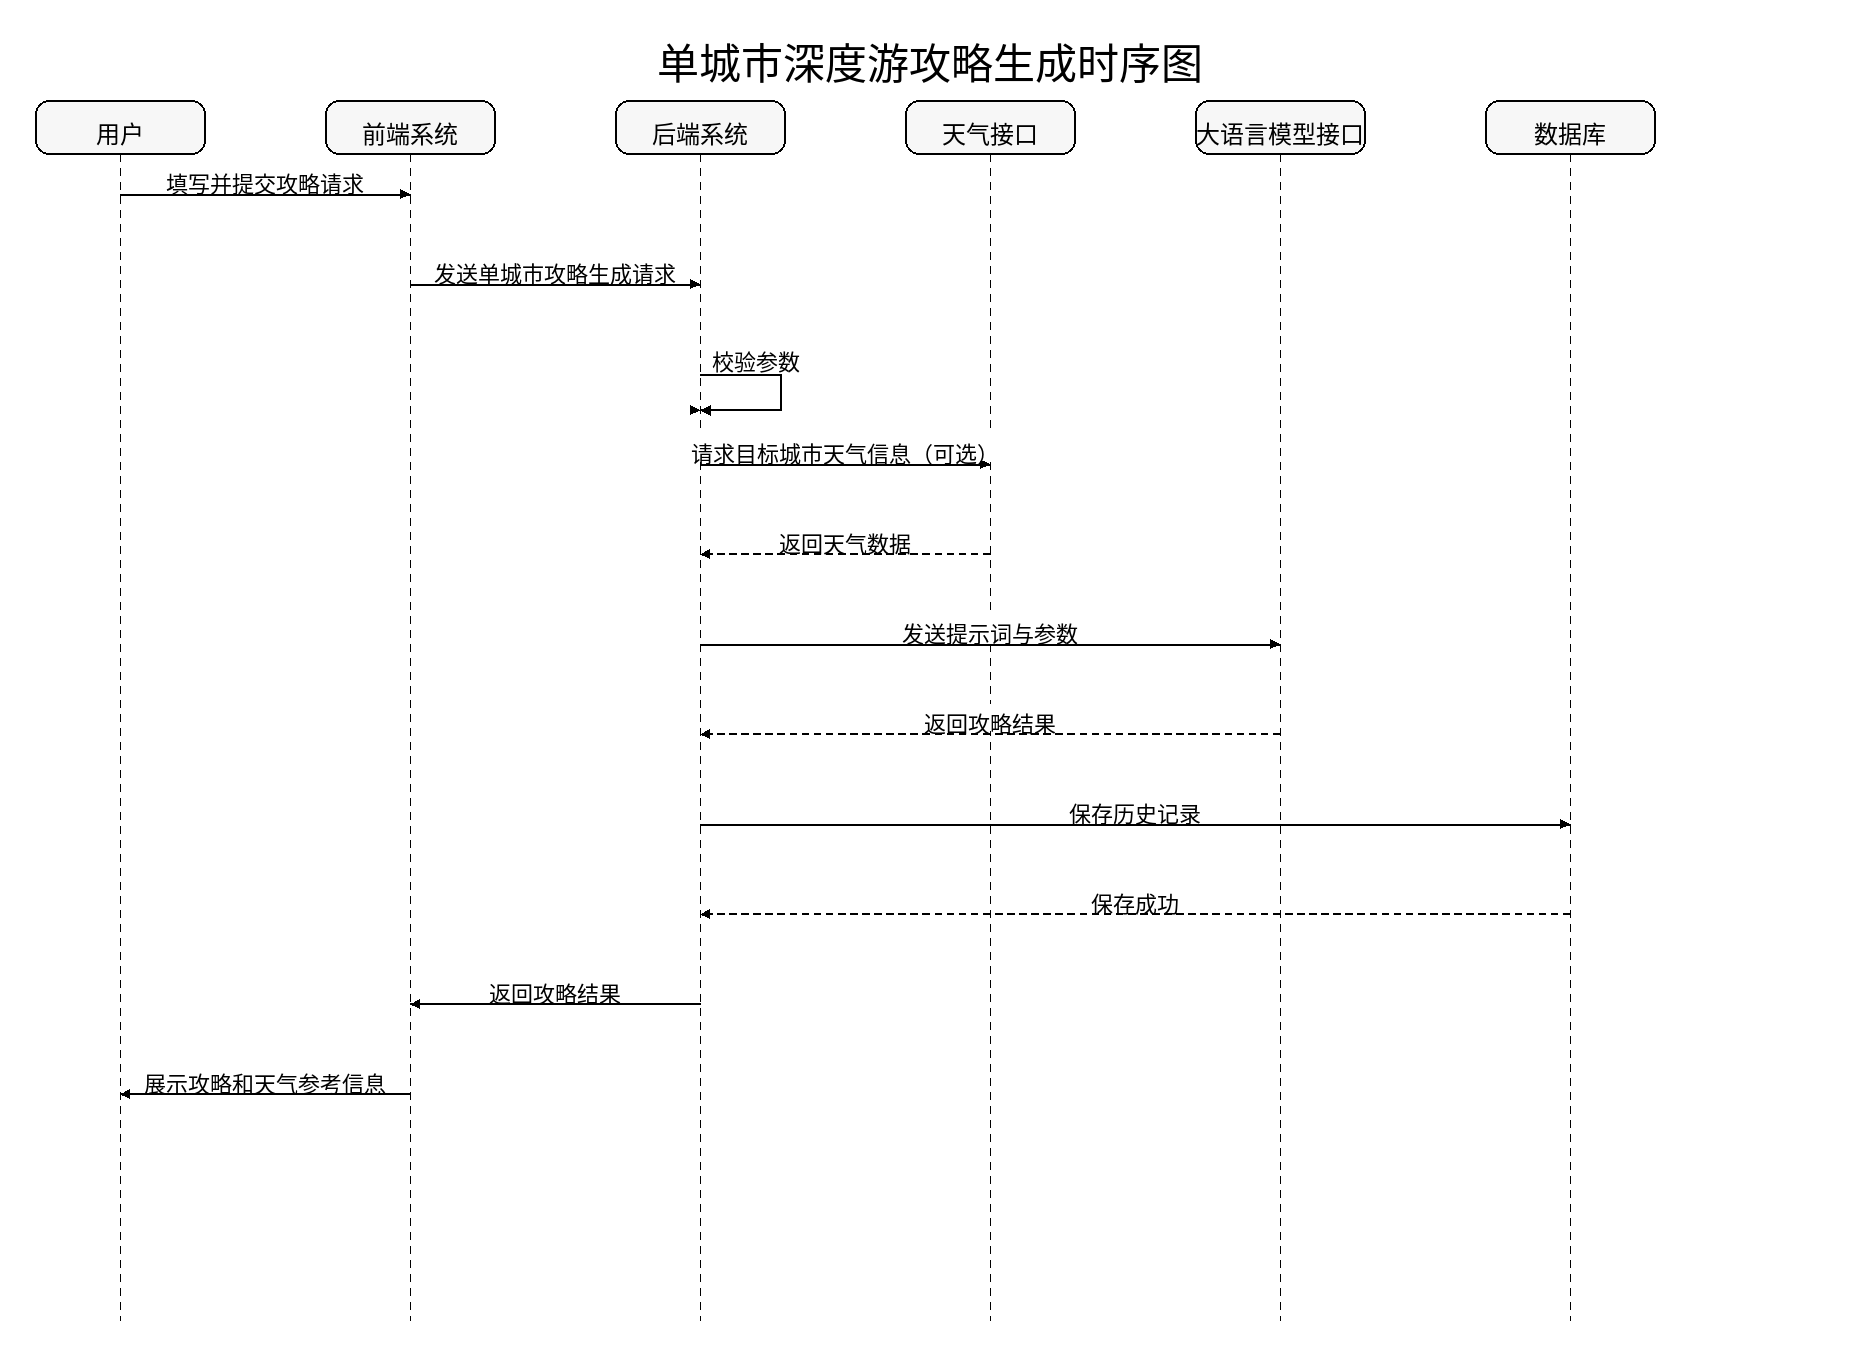 单城市深度游攻略生成时序图
用户
前端系统
后端系统
天气接口
大语言模型接口
数据库
填写并提交攻略请求
发送单城市攻略生成请求
校验参数
请求目标城市天气信息（可选）
返回天气数据
发送提示词与参数
返回攻略结果
保存历史记录
保存成功
返回攻略结果
展示攻略和天气参考信息